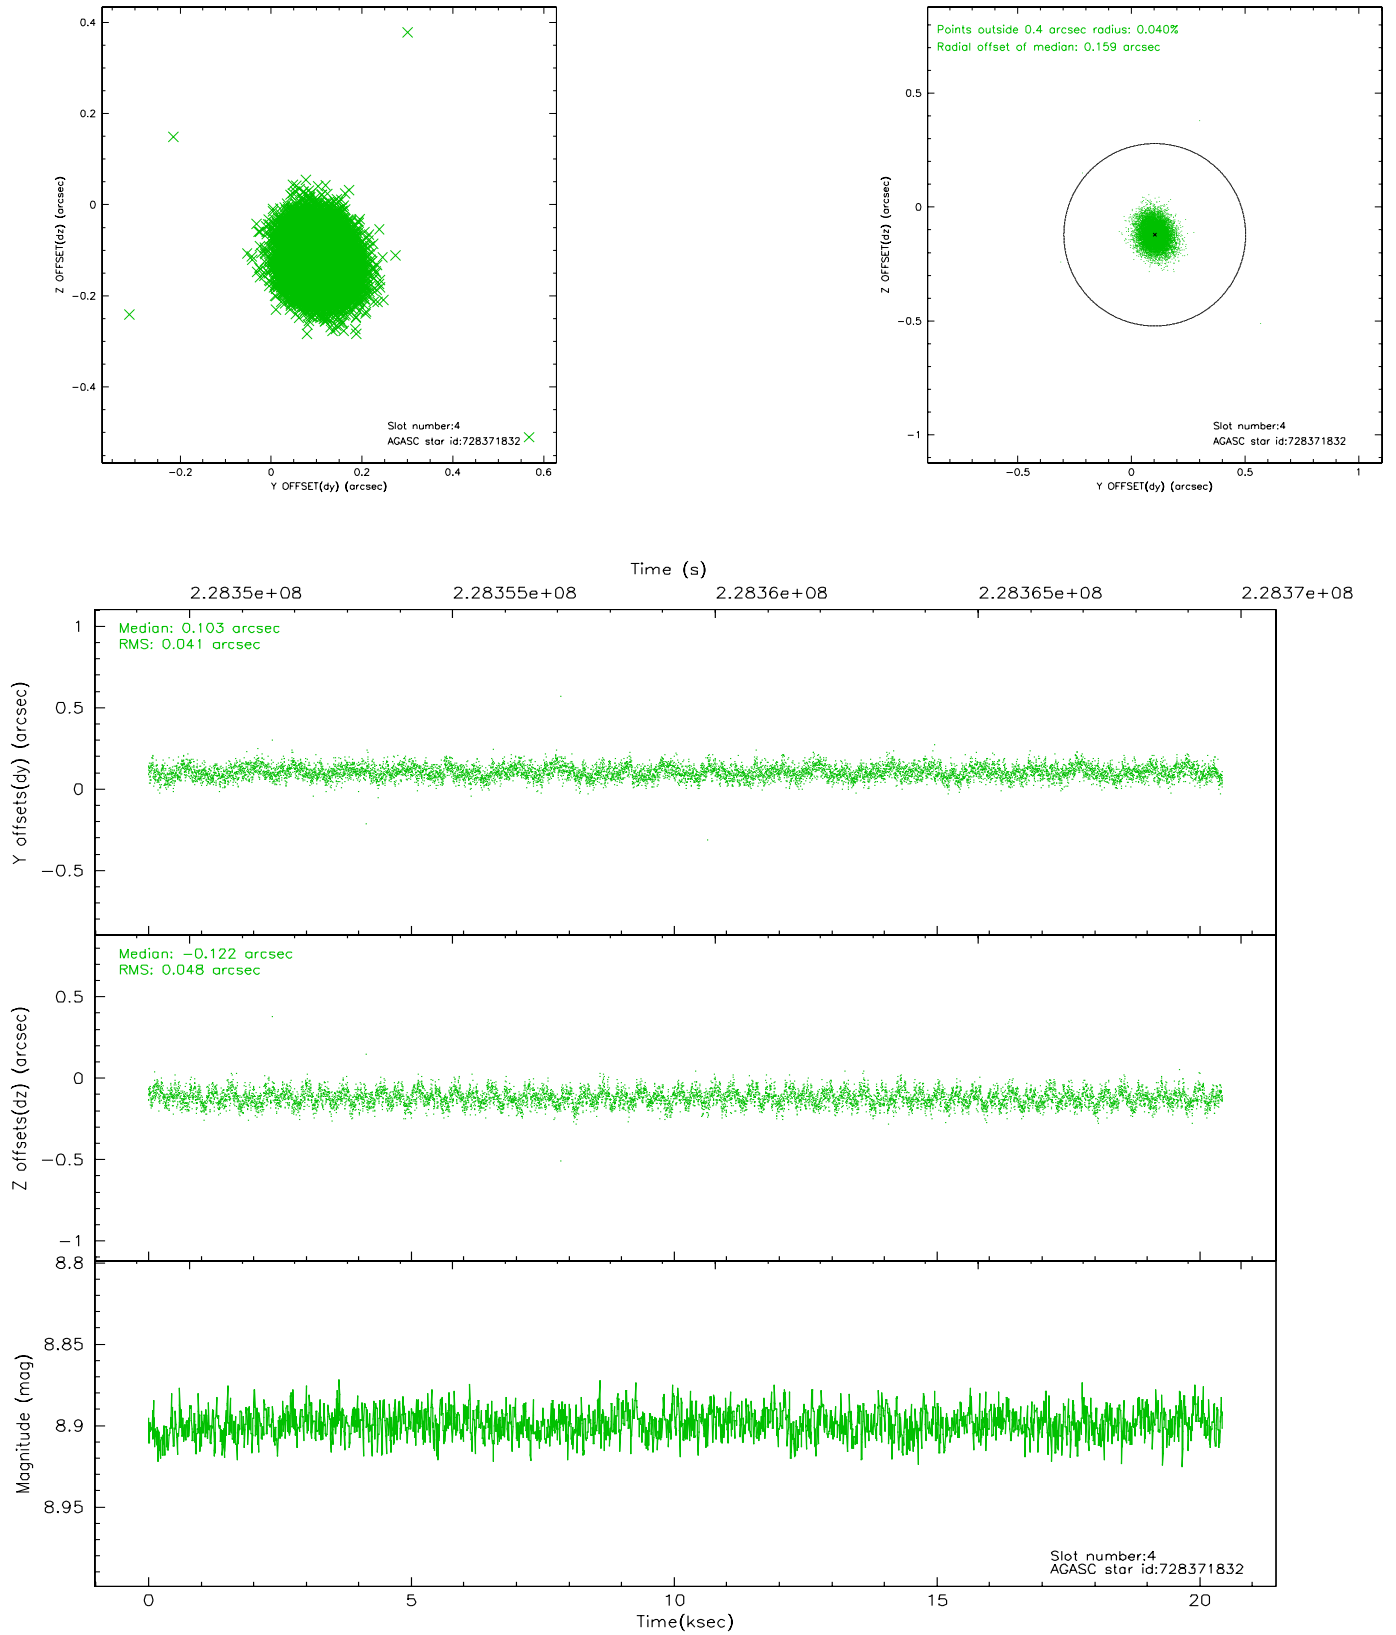 0.4
0.2
0
−0.2
−0.4
Z OFFSET(dz) (arcsec)
Slot number:4
AGASC star id:728371832
−0.2 0 0.2 0.4 0.6
Y OFFSET(dy) (arcsec)
Points outside 0.4 arcsec radius: 0.040%
Radial offset of median: 0.159 arcsec
0.5
0
−0.5
−1
Z OFFSET(dz) (arcsec)
Slot number:4
AGASC star id:728371832
−0.5 0 0.5 1
Y OFFSET(dy) (arcsec)
Time (s)
2.2835e+08 2.28355e+08 2.2836e+08 2.28365e+08 2.2837e+08
Median: 0.103 arcsec
RMS: 0.041 arcsec
1
0.5
0
−0.5
Y offsets(dy) (arcsec)
Median: −0.122 arcsec
RMS: 0.048 arcsec
0.5
0
−0.5
−1
Z offsets(dz) (arcsec)
8.8
8.85
8.9
8.95
Magnitude (mag)
Slot number:4
AGASC star id:728371832
0 5 10 15 20
Time(ksec)